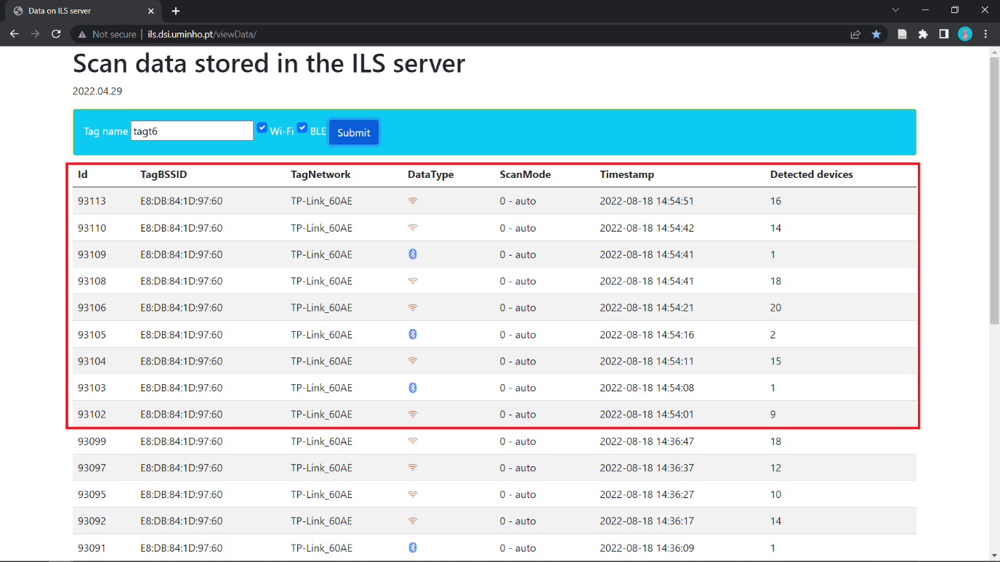 Data on ILS server
Not secure | ils.dsi.uminho.pt/viewData/
Scan data stored in the ILS server
2022.04.29
Tag name tagt6 Wi-Fi BLE Submit
Id TagBSSID TagNetwork DataType ScanMode Timestamp Detected devices
93113 E8:DB:84:1D:97:60 TP-Link_60AE 0 - auto 2022-08-18 14:54:51 16
93110 E8:DB:84:1D:97:60 TP-Link_60AE 0 - auto 2022-08-18 14:54:42 14
93109 E8:DB:84:1D:97:60 TP-Link_60AE 0 - auto 2022-08-18 14:54:41 1
93108 E8:DB:84:1D:97:60 TP-Link_60AE 0 - auto 2022-08-18 14:54:41 18
93106 E8:DB:84:1D:97:60 TP-Link_60AE 0 - auto 2022-08-18 14:54:21 20
93105 E8:DB:84:1D:97:60 TP-Link_60AE 0 - auto 2022-08-18 14:54:16 2
93104 E8:DB:84:1D:97:60 TP-Link_60AE 0 - auto 2022-08-18 14:54:11 15
93103 E8:DB:84:1D:97:60 TP-Link_60AE 0 - auto 2022-08-18 14:54:08 1
93102 E8:DB:84:1D:97:60 TP-Link_60AE 0 - auto 2022-08-18 14:54:01 9
93099 E8:DB:84:1D:97:60 TP-Link_60AE 0 - auto 2022-08-18 14:36:47 18
93097 E8:DB:84:1D:97:60 TP-Link_60AE 0 - auto 2022-08-18 14:36:37 12
93095 E8:DB:84:1D:97:60 TP-Link_60AE 0 - auto 2022-08-18 14:36:27 10
93092 E8:DB:84:1D:97:60 TP-Link_60AE 0 - auto 2022-08-18 14:36:17 14
93091 E8:DB:84:1D:97:60 TP-Link_60AE 0 - auto 2022-08-18 14:36:09 1